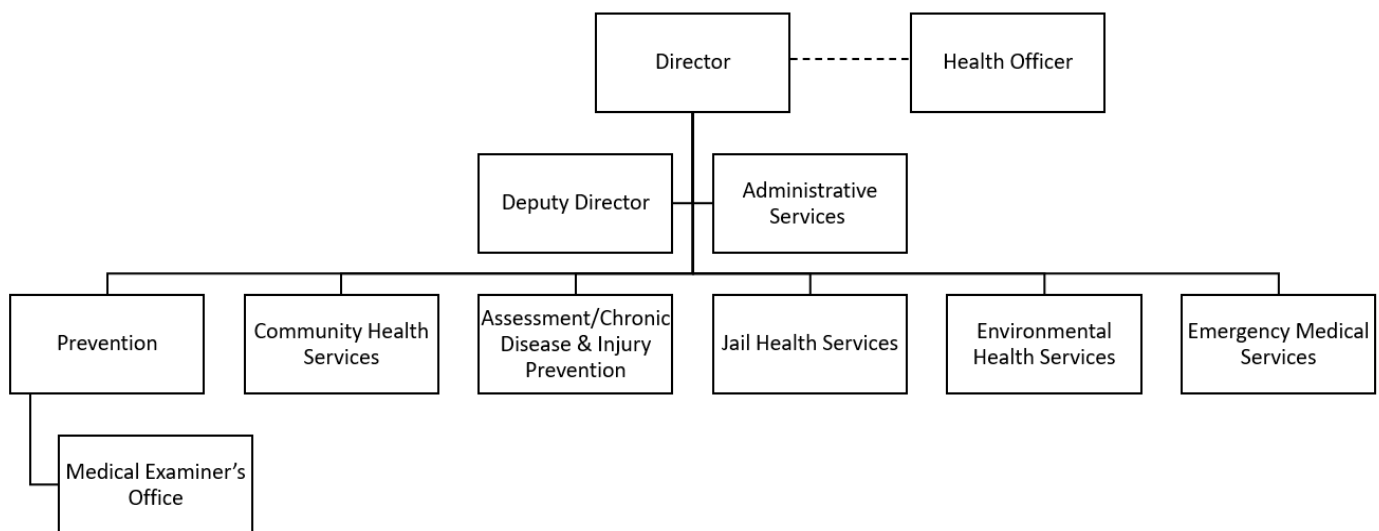 Director
Health Officer
Deputy Director
Administrative
Services
Prevention
Community Health
Services
Assessment/Chronic
Disease & Injury
Prevention
Jail Health Services
Environmental
Health Services
Emergency Medical
Services
Medical Examiner’s
Office